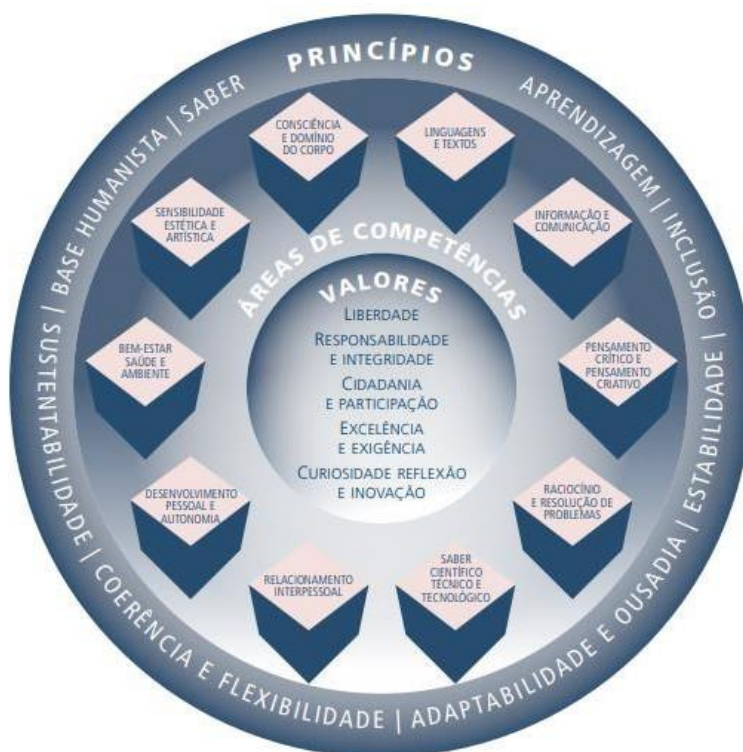 PRINCÍPIOS
BASE HUMANISTA | SABER
APRENDIZAGEM | INCLUSÃO |
ESTABILIDADE |
ADAPTABILIDADE E OUSADIA |
COERÊNCIA E FLEXIBILIDADE |
SUSTENTABILIDADE |
ÁREAS DE COMPETÊNCIAS
LINGUAGENS
E TEXTOS
INFORMAÇÃO E
COMUNICAÇÃO
PENSAMENTO
CRÍTICO E
PENSAMENTO
CRIATIVO
RACIOCÍNIO
E RESOLUÇÃO DE
PROBLEMAS
SABER
CIENTÍFICO
TÉCNICO E
TECNOLÓGICO
RELACIONAMENTO
INTERPESSOAL
DESENVOLVIMENTO
PESSOAL E
AUTONOMIA
BEM-ESTAR
SAÚDE E
AMBIENTE
SENSIBILIDADE
ESTÉTICA E
ARTÍSTICA
CONSCIÊNCIA
E DOMÍNIO
DO CORPO
VALORES
LIBERDADE
RESPONSABILIDADE
E INTEGRIDADE
CIDADANIA
E PARTICIPAÇÃO
EXCELÊNCIA
E EXIGÊNCIA
CURIOSIDADE REFLEXÃO
E INOVAÇÃO